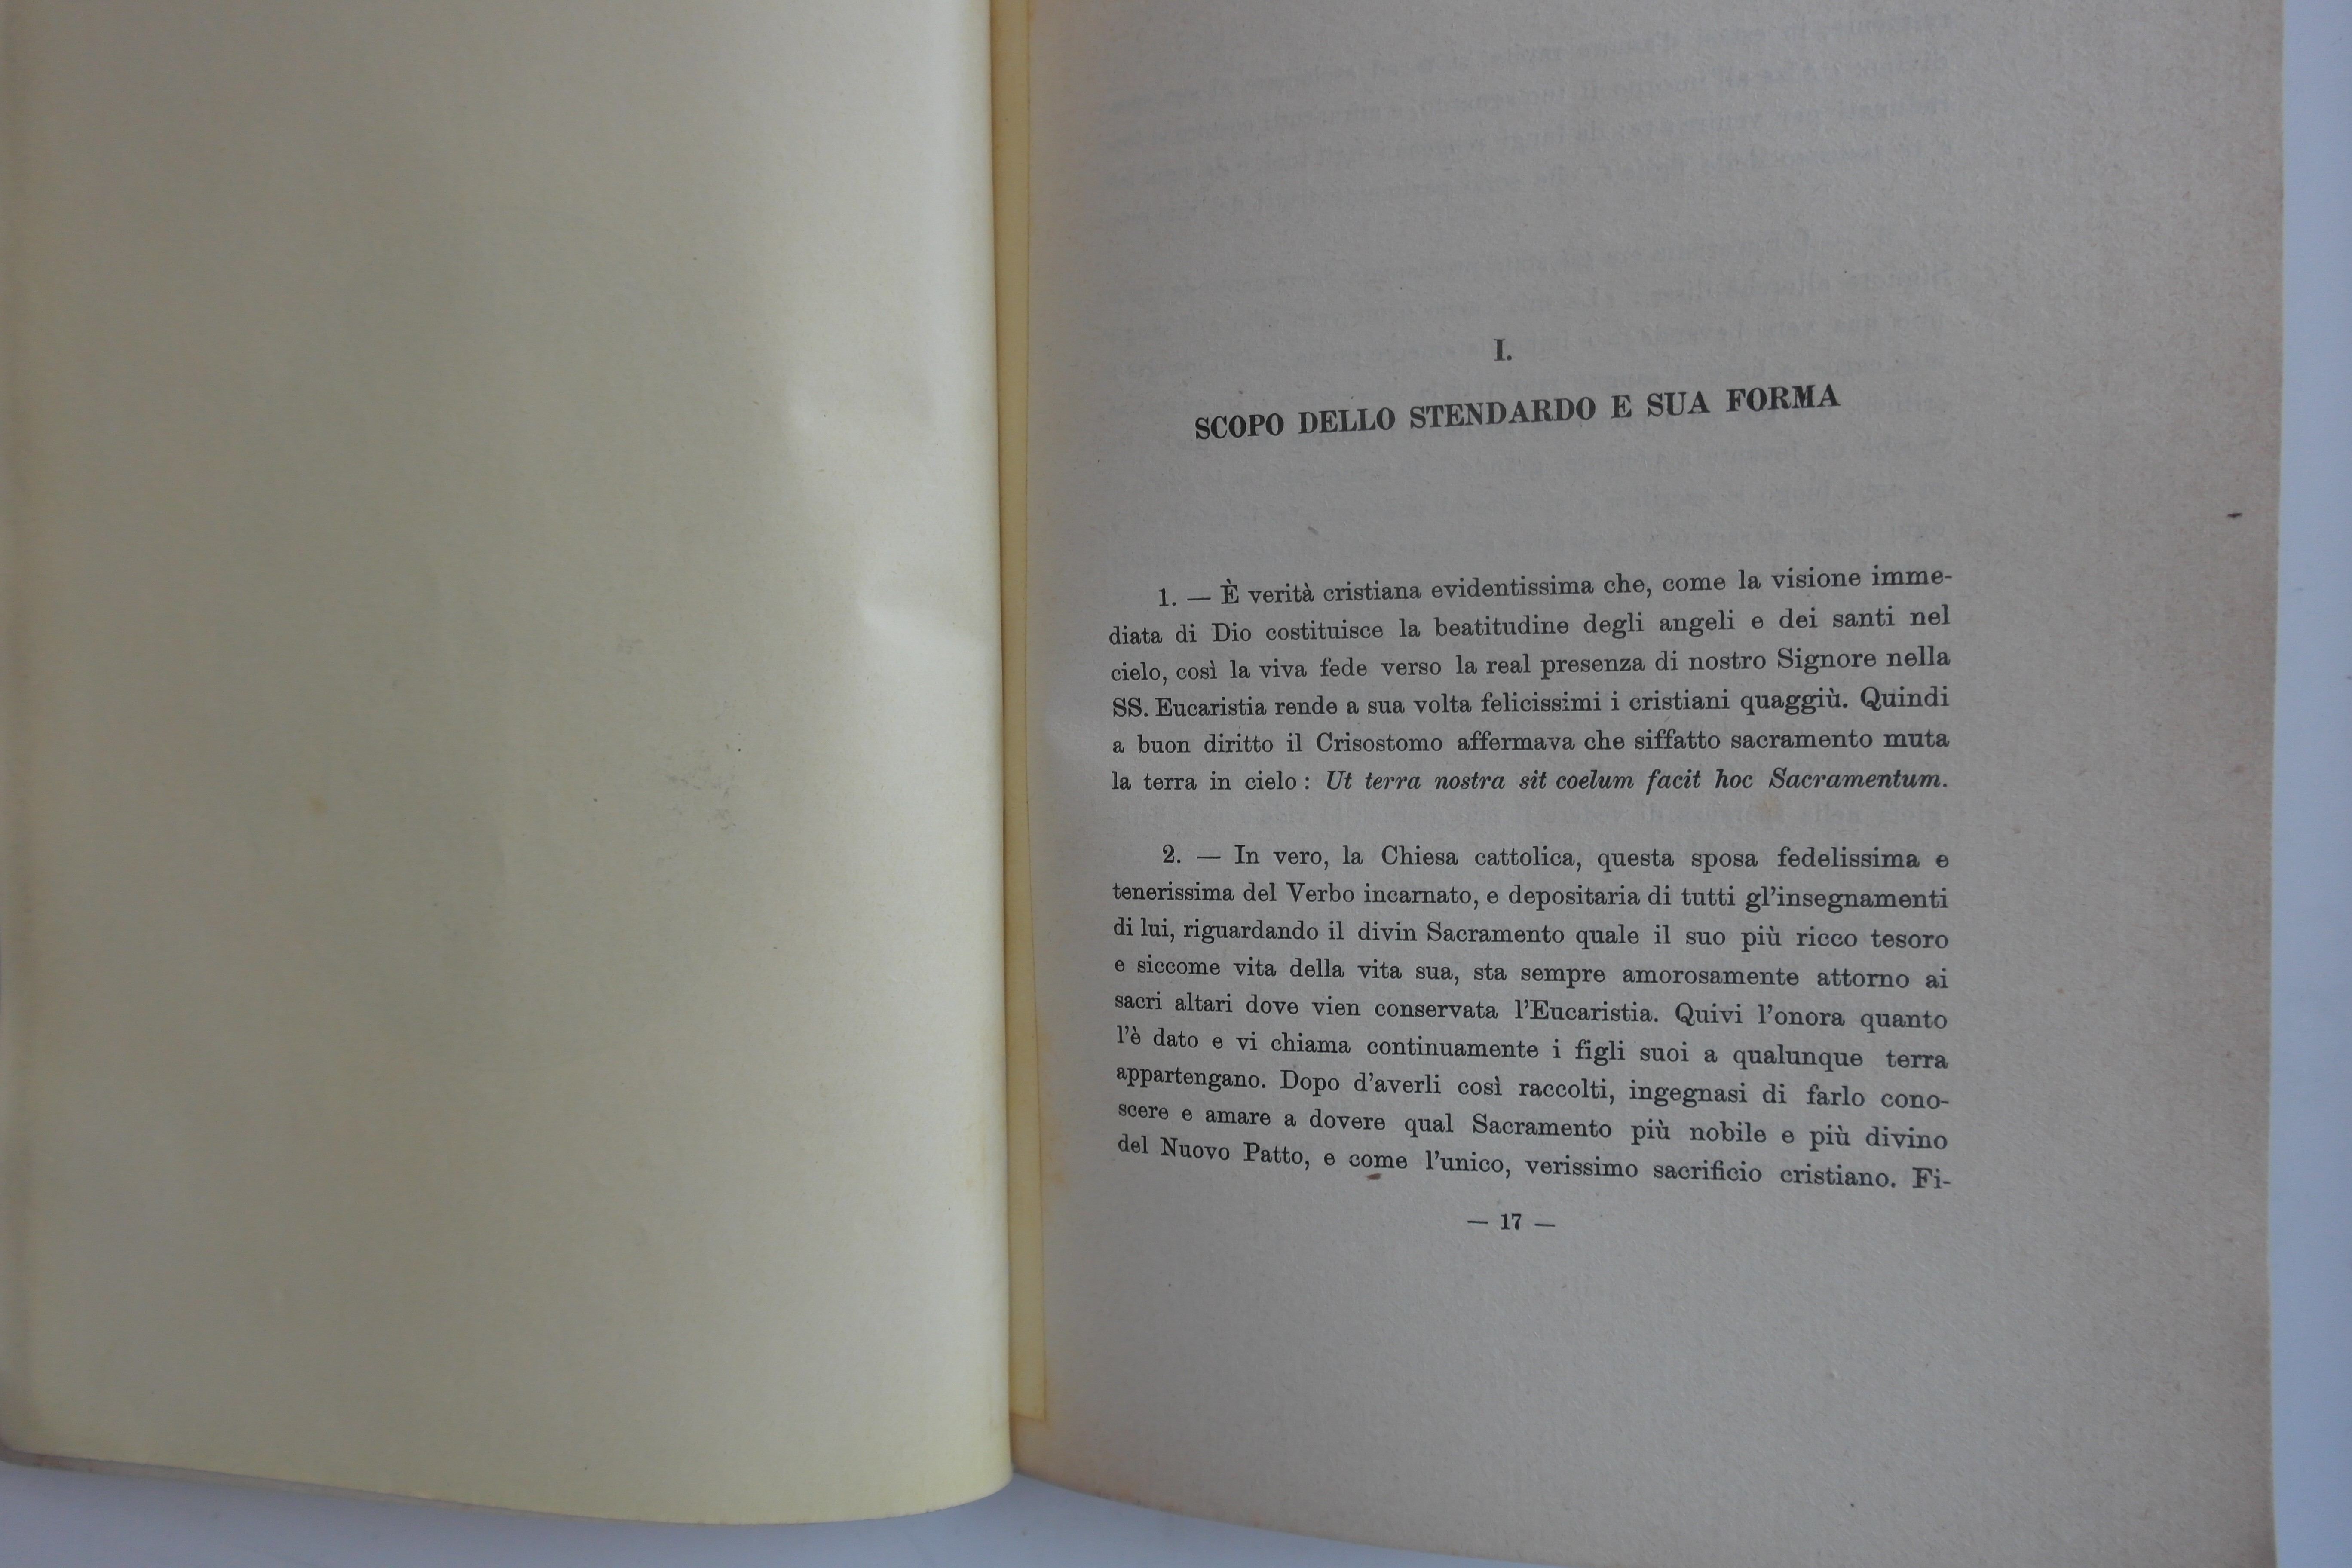 I.
SCOPO DELLO STENDARDO E SUA FORMA
1. — È verità cristiana evidentissima che, come la visione imme-
diata di Dio costituisce la beatitudine degli angeli e dei santi nel
cielo, così la viva fede verso la real presenza di nostro Signore nella
SS. Eucaristia rende a sua volta felicissimi i cristiani quaggiù. Quindi
a buon diritto il Crisostomo affermava che siffatto sacramento muta
la terra in cielo : Ut terra nostra sit coelum facit hoc Sacramentum.
2. — In vero, la Chiesa cattolica, questa sposa fedelissima e
tenerissima del Verbo incarnato, e depositaria di tutti gl'insegnamenti
di lui, riguardando il divin Sacramento quale il suo più ricco tesoro
e siccome vita della vita sua, sta sempre amorosamente attorno ai
sacri altari dove vien conservata l'Eucaristia. Quivi l'onora quanto
l'è dato e vi chiama continuamente i figli suoi a qualunque terra
appartengano. Dopo d'averli così raccolti, ingegnasi di farlo cono-
scere e amare a dovere qual Sacramento più nobile e più divino
del Nuovo Patto, e come l'unico, verissimo sacrificio cristiano. Fi-
— 17 —